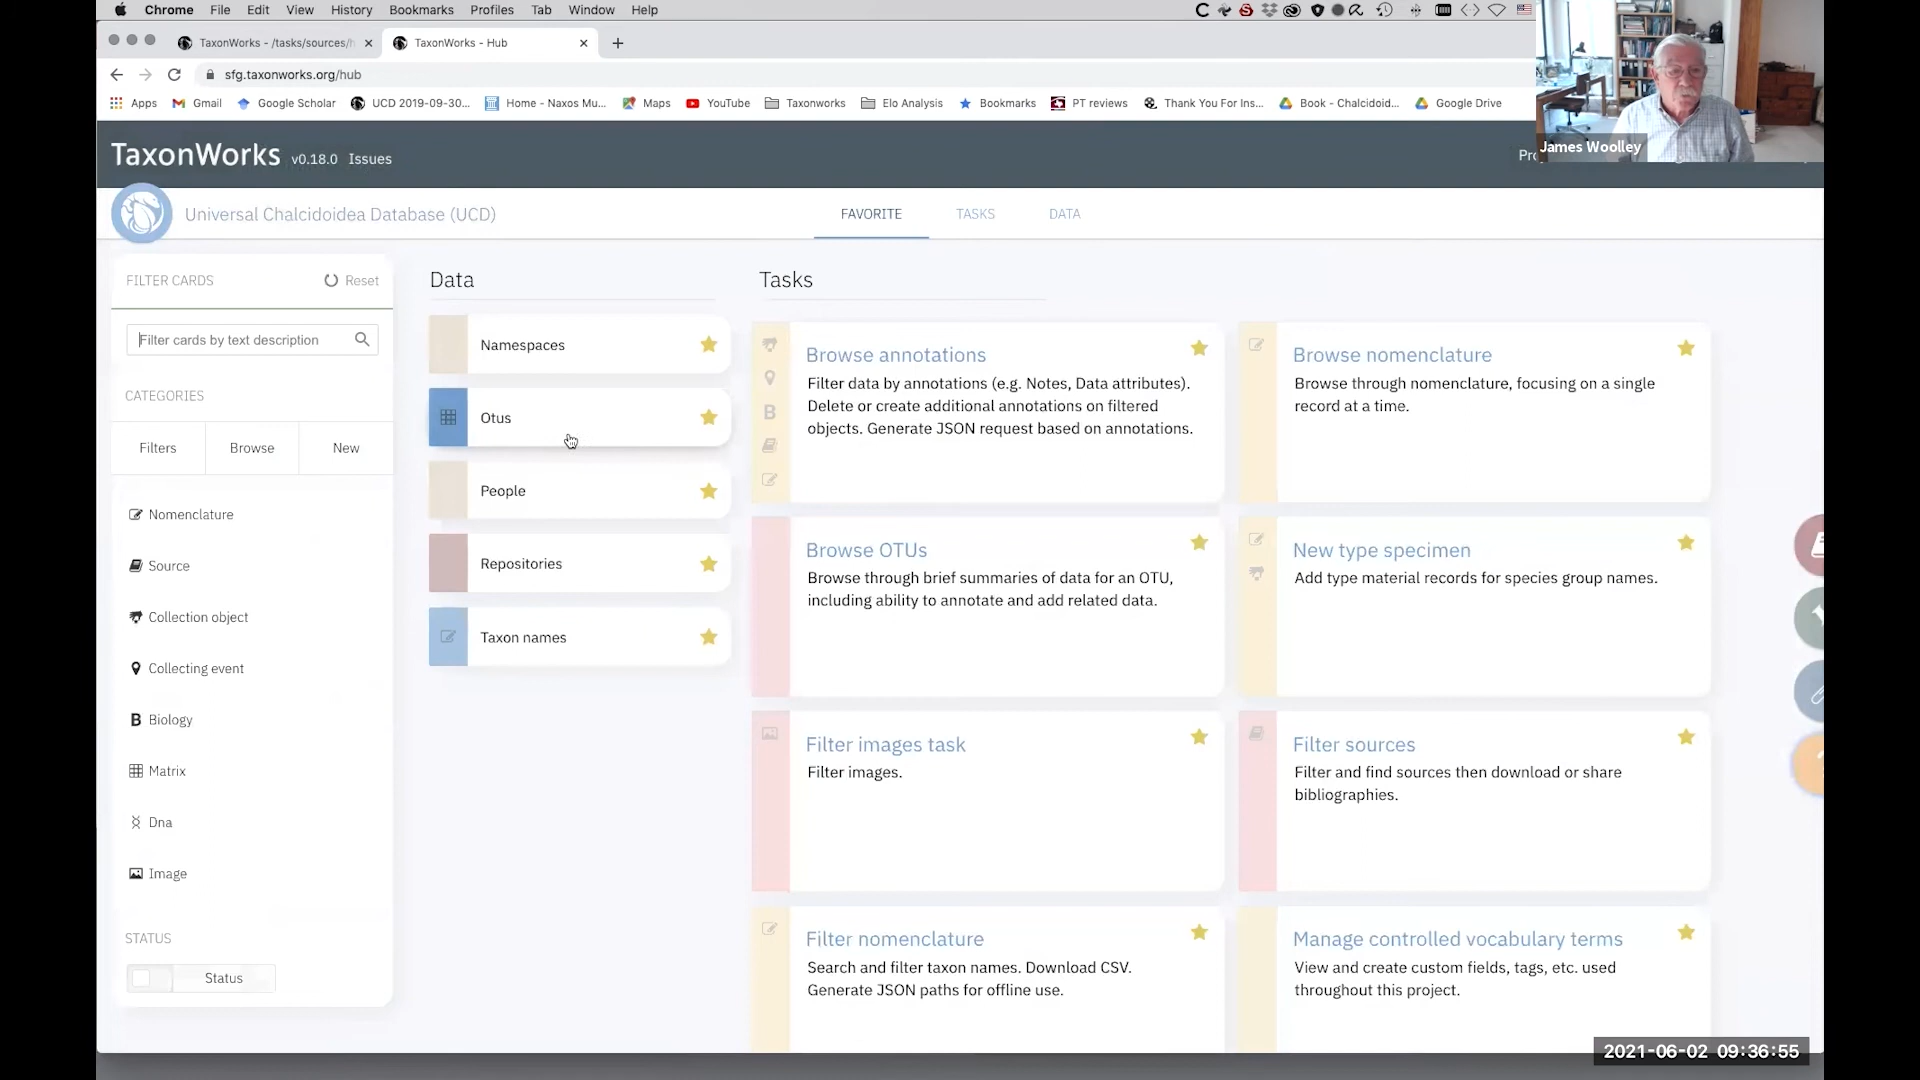 Chrome File Edit View History Bookmarks Profiles Tab Window Help
TaxonWorks - /tasks/sources/h
TaxonWorks - Hub
sfg.taxonworks.org/hub
Apps Gmail Google Scholar UCD 2019-09-30... Home - Naxos Mu... Maps YouTube Taxonworks Elo Analysis Bookmarks PT reviews Thank You For Ins... Book - Chalcidoid... Google Drive
James Woolley
TaxonWorks v0.18.0 Issues
Universal Chalcidoidea Database (UCD)
FAVORITE TASKS DATA
FILTER CARDS Reset
Filter cards by text description
CATEGORIES
Filters Browse New
Nomenclature
Source
Collection object
Collecting event
B Biology
Matrix
Dna
Image
STATUS
Status
Data
Namespaces
Otus
People
Repositories
Taxon names
Tasks
B
Browse annotations
Filter data by annotations (e.g. Notes, Data attributes).
Delete or create additional annotations on filtered
objects. Generate JSON request based on annotations.
Browse nomenclature
Browse through nomenclature, focusing on a single
record at a time.
Browse OTUs
Browse through brief summaries of data for an OTU,
including ability to annotate and add related data.
New type specimen
Add type material records for species group names.
Filter images task
Filter images.
Filter sources
Filter and find sources then download or share
bibliographies.
Filter nomenclature
Search and filter taxon names. Download CSV.
Generate JSON paths for offline use.
Manage controlled vocabulary terms
View and create custom fields, tags, etc. used
throughout this project.
2021-06-02 09:36:55